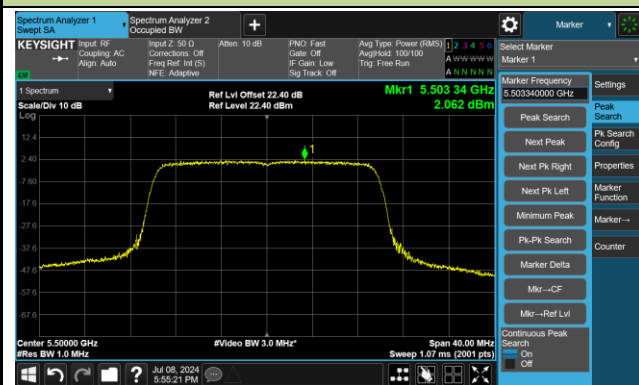 Spectrum Analyzer 1
Swept SA
Spectrum Analyzer 2
Occupied BW
+
Marker
KEYSIGHT
Input: RF
Coupling: AC
Align: Auto
Input Z: 50 Ω
Corrections: Off
Freq Ref: Int (S)
NFE: Adaptive
Atten: 10 dB
PNO: Fast
Gate: Off
IF Gain: Low
Sig Track: Off
Avg Type: Power (RMS)
Avg|Hold: 100/100
Trig: Free Run
1 2 3 4 5 6
A W W W W W
A N N N N N
LXI
Select Marker
Marker 1
1 Spectrum
Scale/Div 10 dB
Log
Ref Lvl Offset 22.40 dB
Ref Level 22.40 dBm
Mkr1 5.503 34 GHz
2.062 dBm
1
12.4
2.40
-7.60
-17.6
-27.6
-37.6
-47.6
-57.6
-67.6
Center 5.50000 GHz
#Res BW 1.0 MHz
#Video BW 3.0 MHz*
Span 40.00 MHz
Sweep 1.07 ms (2001 pts)
Marker Frequency
5.503340000 GHz
Peak Search
Next Peak
Next Pk Right
Next Pk Left
Minimum Peak
Pk-Pk Search
Marker Delta
Mkr→CF
Mkr→Ref Lvl
Continuous Peak
Search
On
Off
Settings
Peak
Search
Pk Search
Config
Properties
Marker
Function
Marker→
Counter
?
Jul 08, 2024
5:55:21 PM